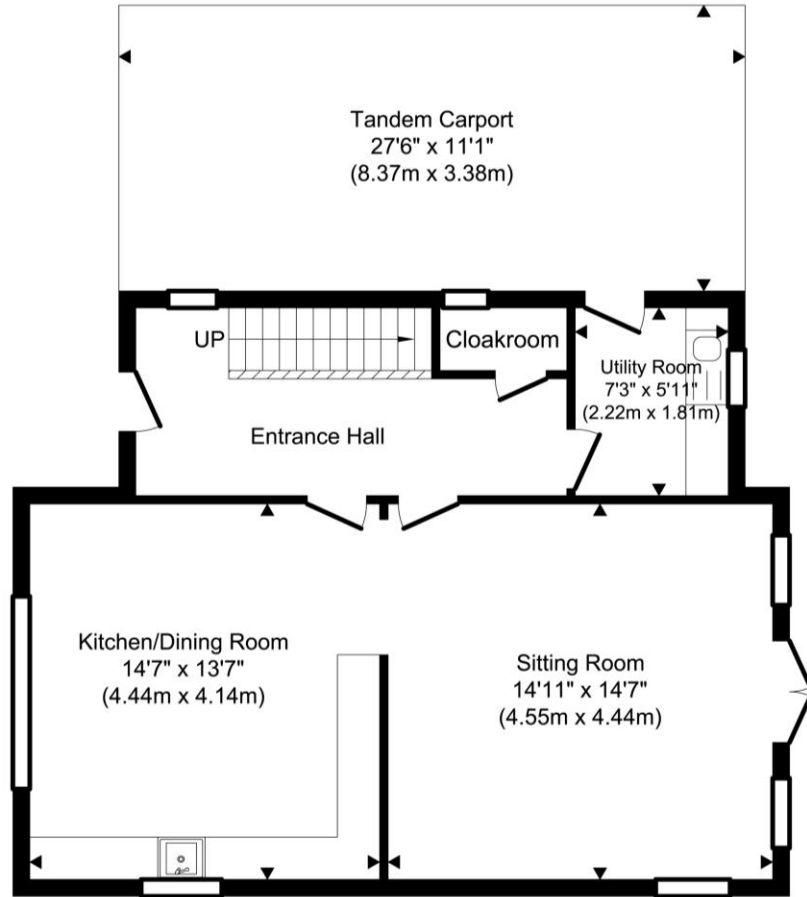 Tandem Carport
27'6" x 11'1"
(8.37m x 3.38m)
UP
Cloakroom
Utility Room
7'3" x 5'11"
(2.22m x 1.81m)
Entrance Hall
Kitchen/Dining Room
14'7" x 13'7"
(4.44m x 4.14m)
Sitting Room
14'11" x 14'7"
(4.55m x 4.44m)